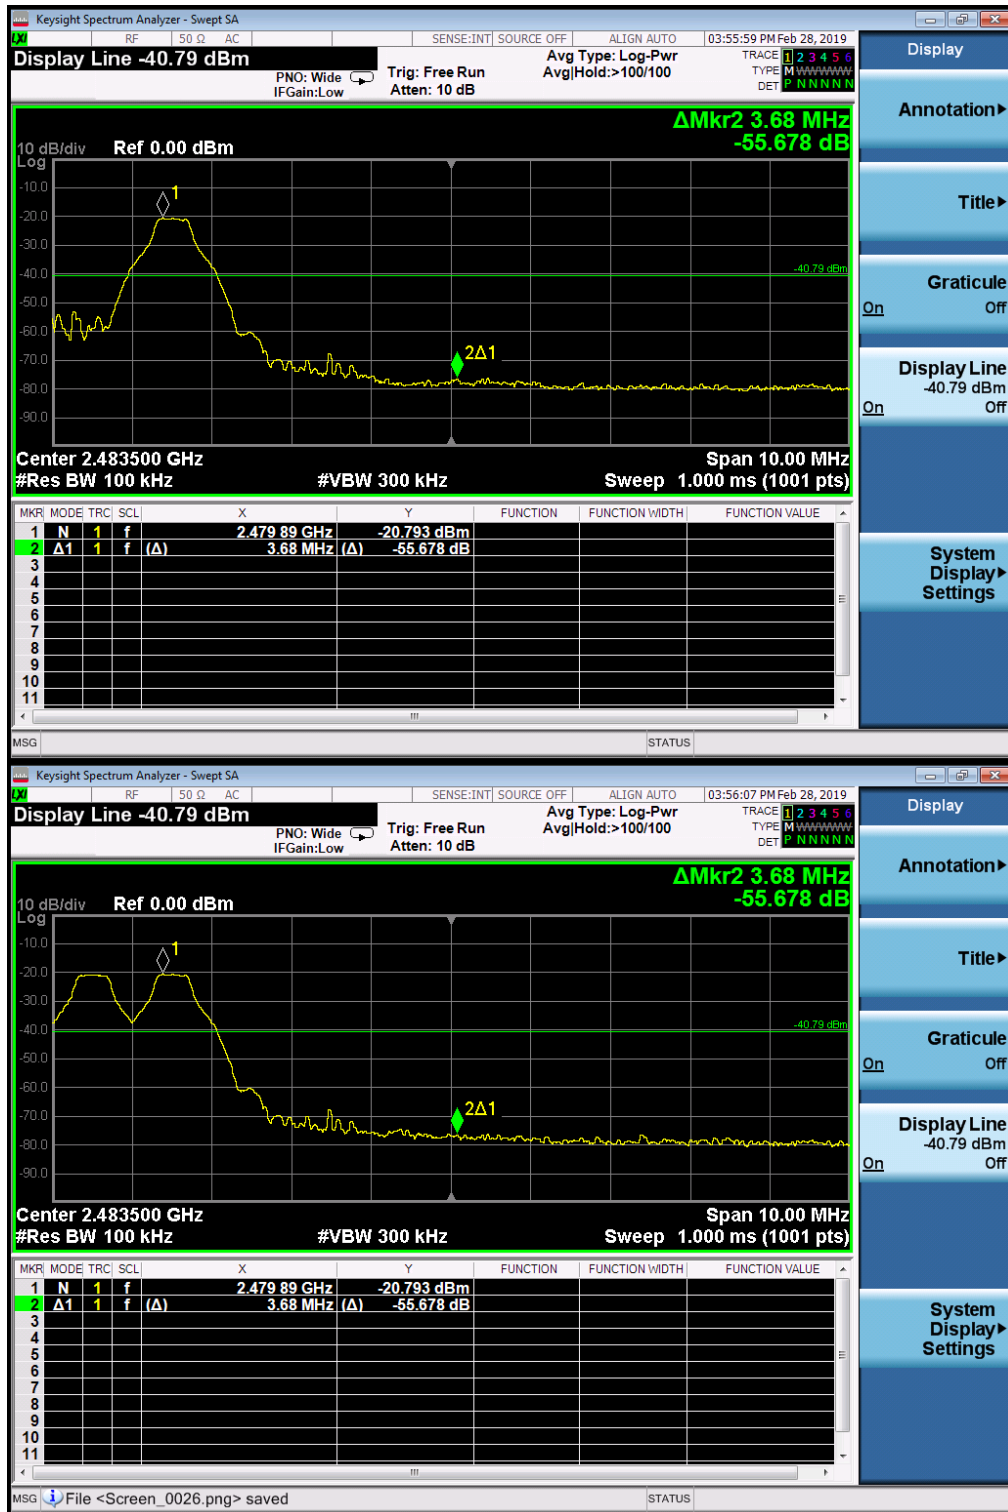 Keysight Spectrum Analyzer - Swept SA
LXI RF 50 Ω AC SENSE:INT SOURCE OFF ALIGN AUTO 03:55:59 PM Feb 28, 2019
Display Line -40.79 dBm
PNO: Wide
IFGain:Low
Trig: Free Run
Atten: 10 dB
Avg Type: Log-Pwr
Avg|Hold:>100/100
TRACE 1 2 3 4 5 6
TYPE M WWWWW
DET P N N N N N
ΔMkr2 3.68 MHz
-55.678 dB
10 dB/div Ref 0.00 dBm
Log
-10.0
1
-20.0
-30.0
-40.0
-40.79 dBm
-50.0
-60.0
-70.0
2Δ1
-80.0
-90.0
Center 2.483500 GHz Span 10.00 MHz
#Res BW 100 kHz #VBW 300 kHz Sweep 1.000 ms (1001 pts)
MKR MODE TRC SCL X Y FUNCTION FUNCTION WIDTH FUNCTION VALUE
1 N 1 f 2.479 89 GHz -20.793 dBm
2 Δ1 1 f (Δ) 3.68 MHz (Δ) -55.678 dB
3
4
5
6
7
8
9
10
11
MSG STATUS
Display
Annotation
Title
Graticule
On Off
Display Line
-40.79 dBm
On Off
System
Display
Settings
Keysight Spectrum Analyzer - Swept SA
LXI RF 50 Ω AC SENSE:INT SOURCE OFF ALIGN AUTO 03:56:07 PM Feb 28, 2019
Display Line -40.79 dBm
PNO: Wide
IFGain:Low
Trig: Free Run
Atten: 10 dB
Avg Type: Log-Pwr
Avg|Hold:>100/100
TRACE 1 2 3 4 5 6
TYPE M WWWWW
DET P N N N N N
ΔMkr2 3.68 MHz
-55.678 dB
10 dB/div Ref 0.00 dBm
Log
-10.0
1
-20.0
-30.0
-40.0
-40.79 dBm
-50.0
-60.0
-70.0
2Δ1
-80.0
-90.0
Center 2.483500 GHz Span 10.00 MHz
#Res BW 100 kHz #VBW 300 kHz Sweep 1.000 ms (1001 pts)
MKR MODE TRC SCL X Y FUNCTION FUNCTION WIDTH FUNCTION VALUE
1 N 1 f 2.479 89 GHz -20.793 dBm
2 Δ1 1 f (Δ) 3.68 MHz (Δ) -55.678 dB
3
4
5
6
7
8
9
10
11
MSG File <Screen_0026.png> saved STATUS
Display
Annotation
Title
Graticule
On Off
Display Line
-40.79 dBm
On Off
System
Display
Settings